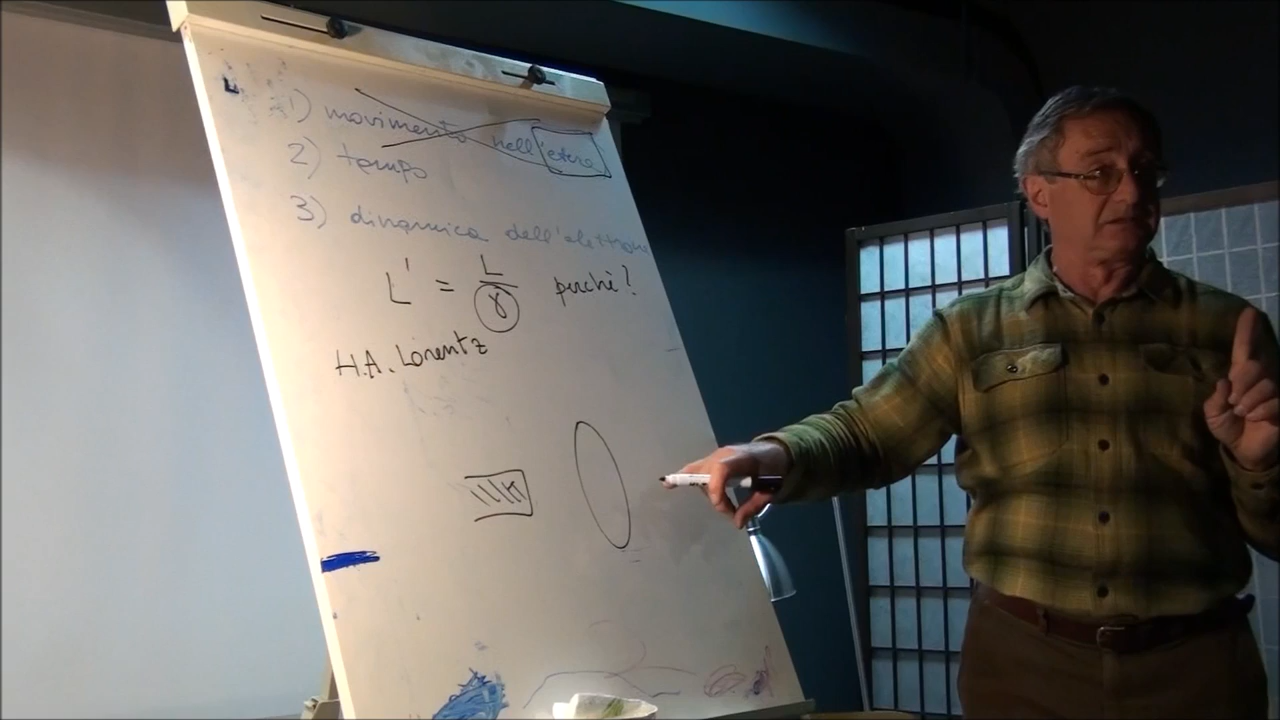 1) movimento nell'etere
2) tempo
3) dinamica dell'elettrone
L' = L/γ perchè?
H.A. Lorentz